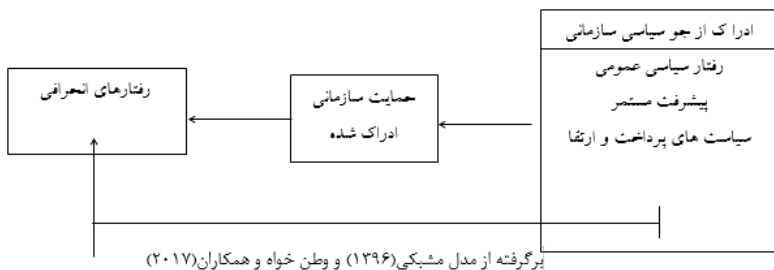 ادراک از جو سیاسی سازمانی
رفتار سیاسی عمومی
پیشرفت مستمر
سیاست های پرداخت و ارتقا
حمایت سازمانی
ادراک شده
رفتارهای انحرافی
برگرفته از مدل مشبکی(۱۳۹۶) و وطن خواه و همکاران(۲۰۱۷)